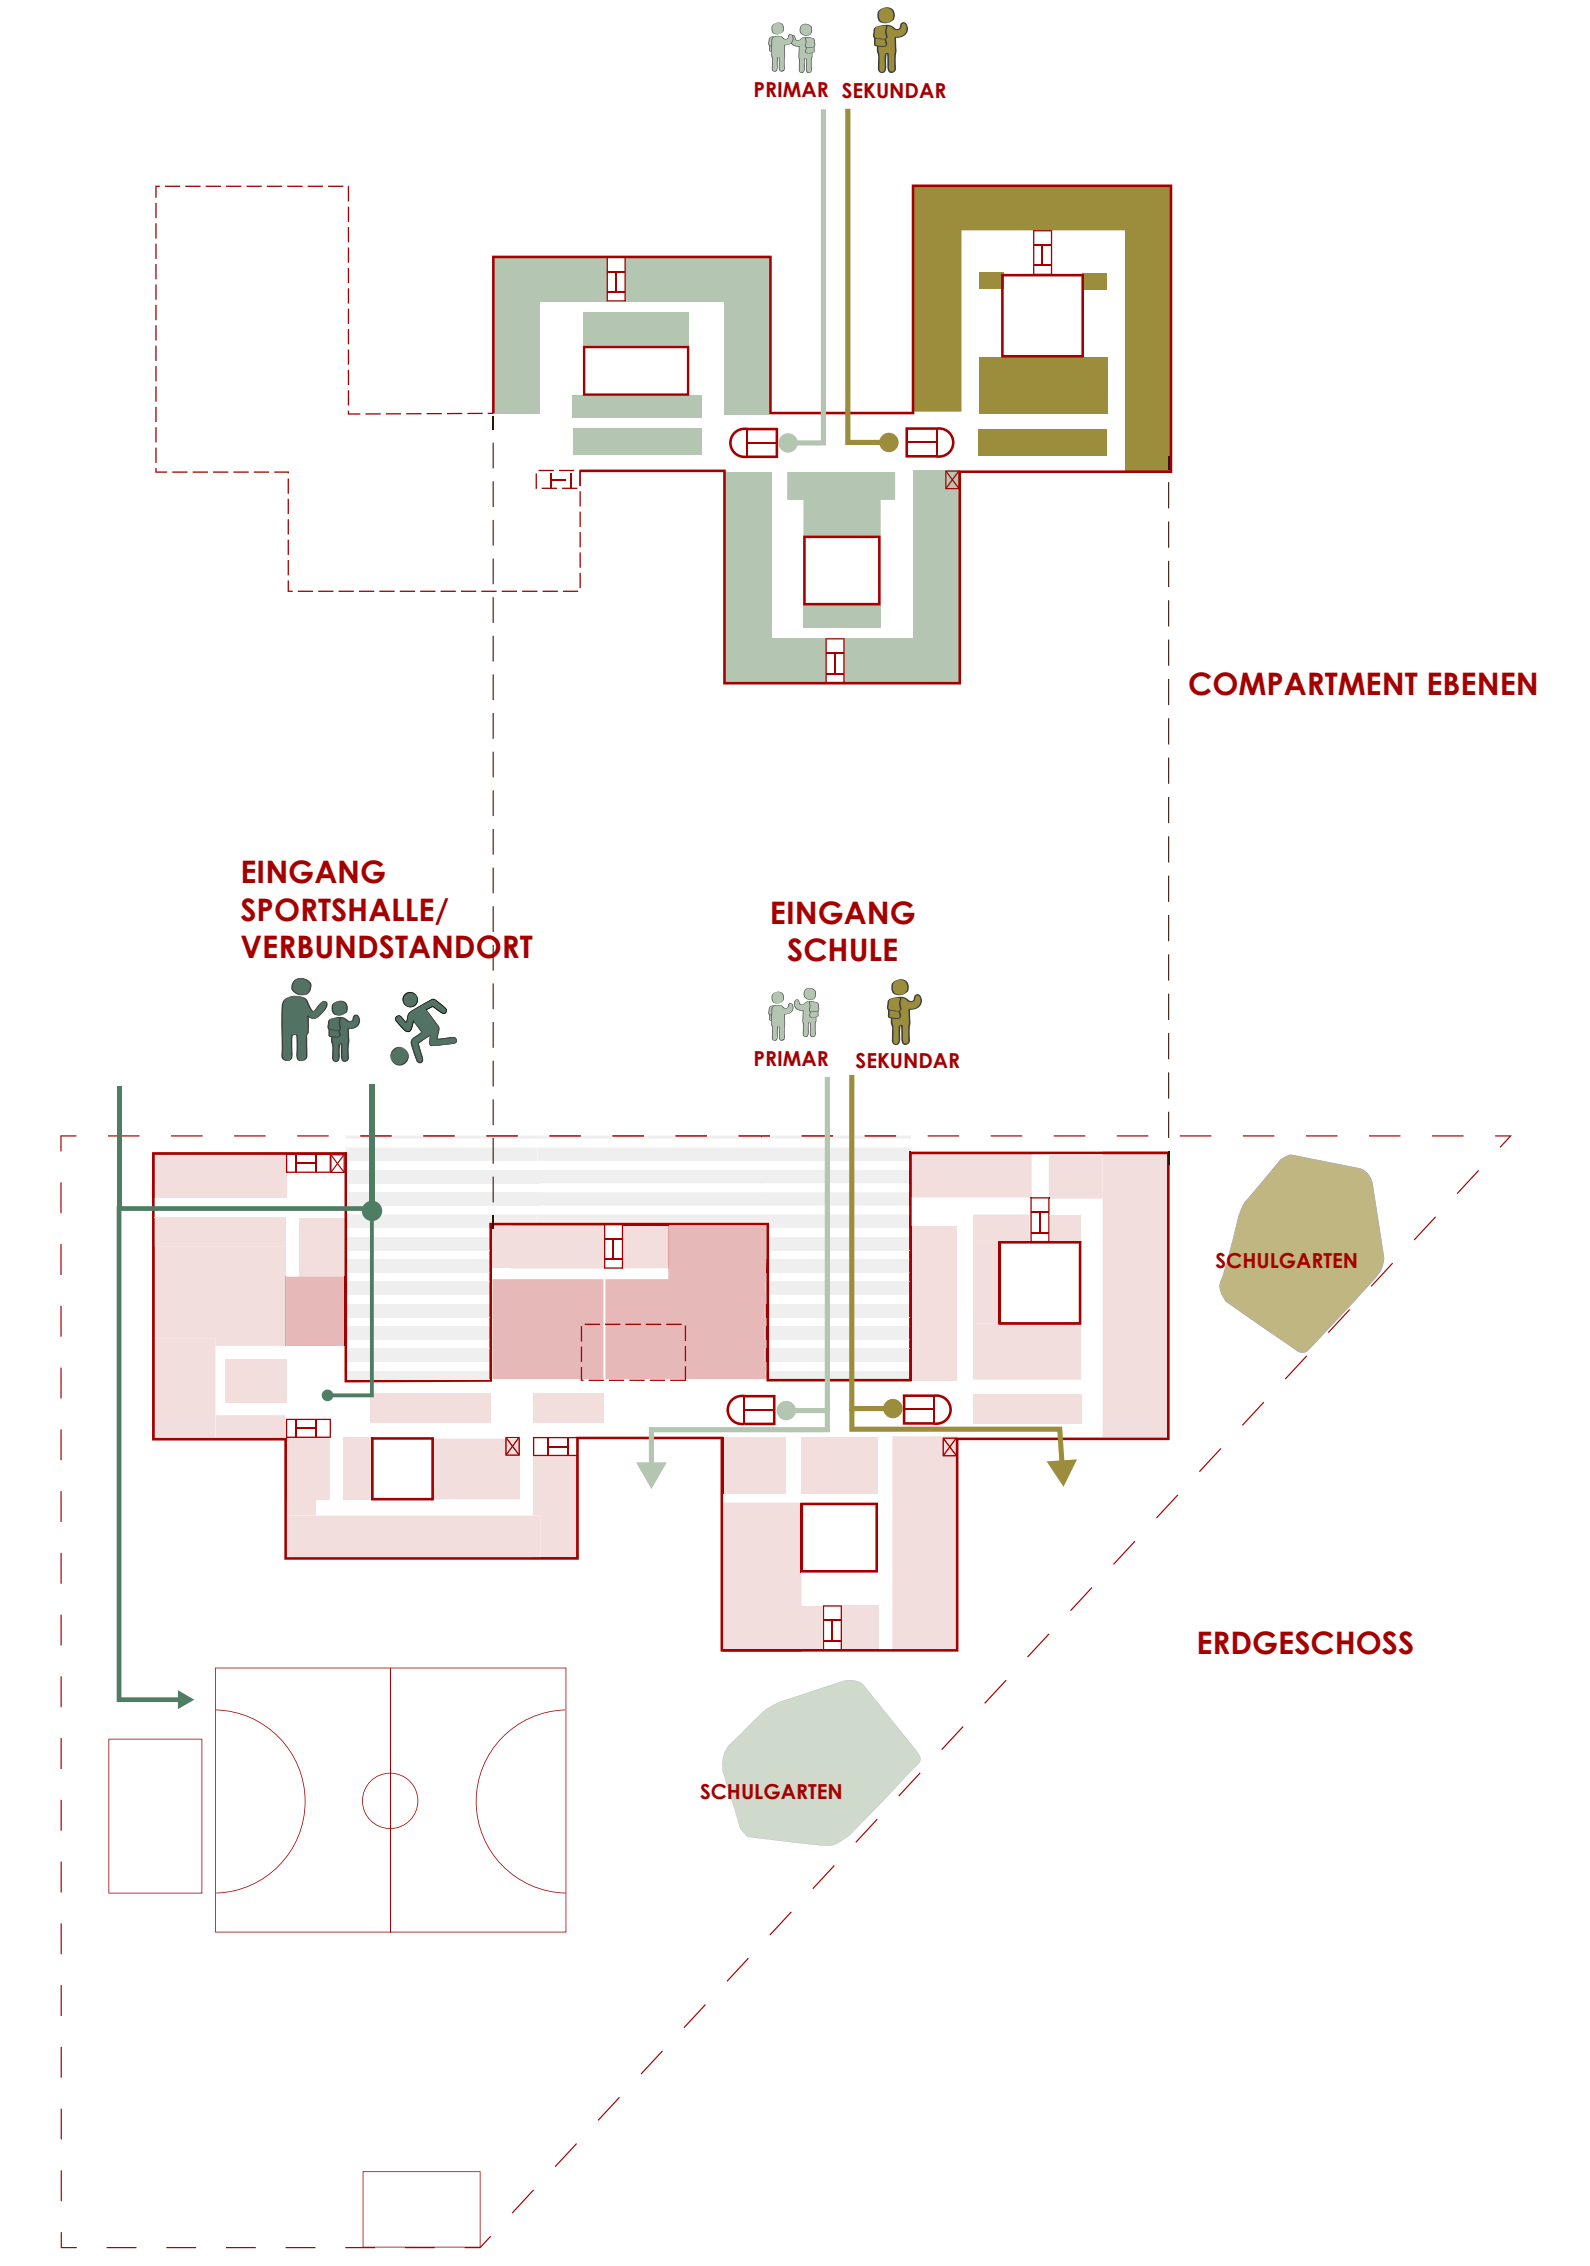 PRIMAR SEKUNDAR
COMPARTMENT EBENEN
EINGANG
SPORTSHALLE/
VERBUNDSTANDORT
EINGANG
SCHULE
PRIMAR SEKUNDAR
SCHULGARTEN
ERDGESCHOSS
SCHULGARTEN